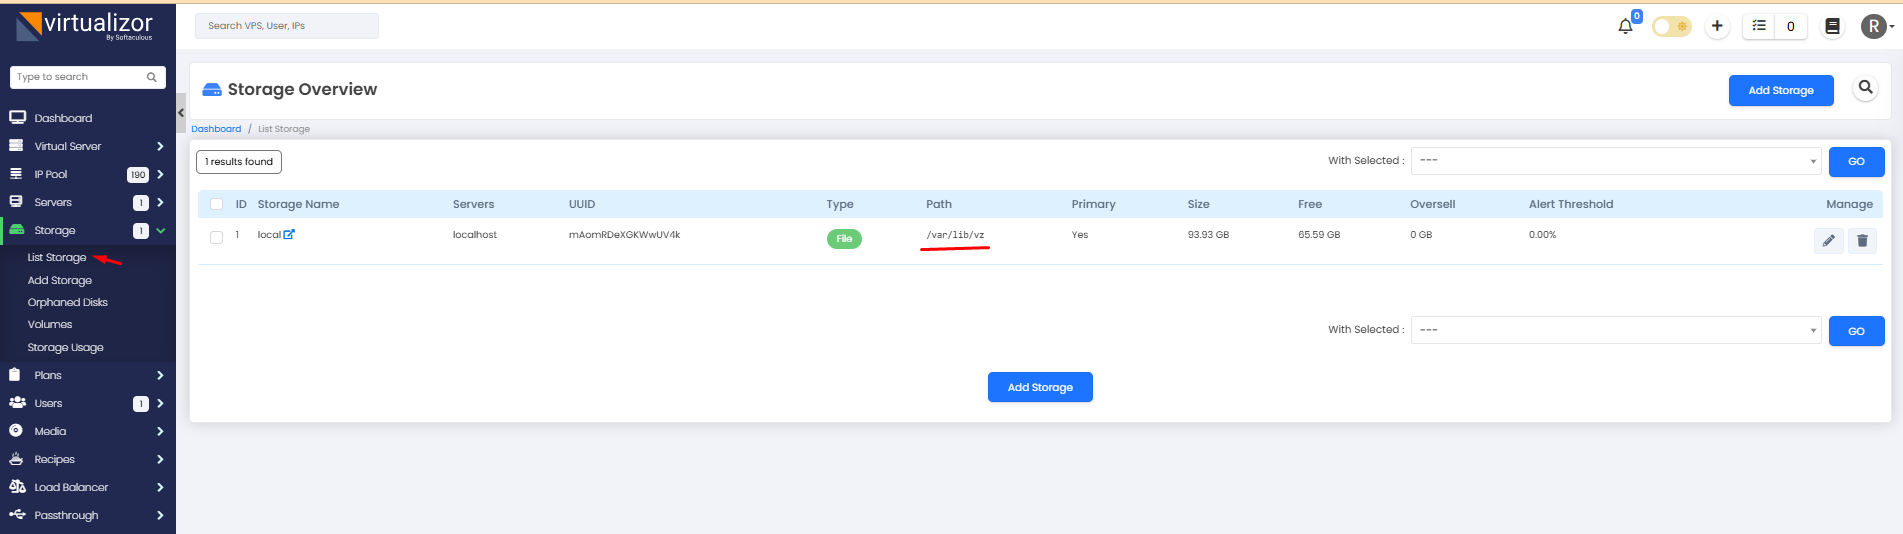 virtualizor
By Softaculous
Search VPS, User, IPs
0
0
R
Type to search
Dashboard
Virtual Server
IP Pool 190
Servers 1
Storage 1
List Storage
Add Storage
Orphaned Disks
Volumes
Storage Usage
Plans
Users 1
Media
Recipes
Load Balancer
Passthrough
Storage Overview
Add Storage
Dashboard / List Storage
1 results found
With Selected : --- GO
ID Storage Name Servers UUID Type Path Primary Size Free Oversell Alert Threshold Manage
1 local localhost mAomRDeXGKWwUV4k File /var/lib/vz Yes 93.93 GB 65.59 GB 0 GB 0.00%
With Selected : --- GO
Add Storage